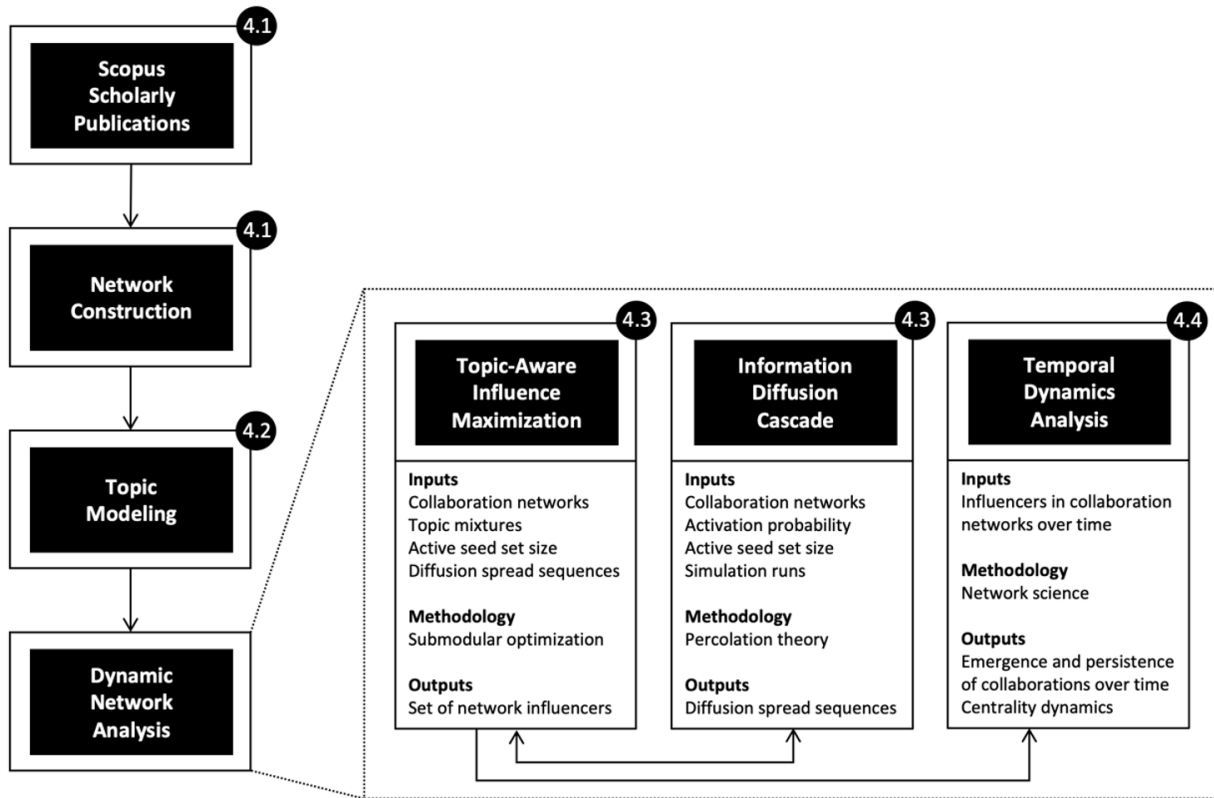 4.1
Scopus
Scholarly
Publications
4.1
Network
Construction
4.2
Topic
Modeling
Dynamic
Network
Analysis
4.3
Topic-Aware
Influence
Maximization
Inputs
Collaboration networks
Topic mixtures
Active seed set size
Diffusion spread sequences
Methodology
Submodular optimization
Outputs
Set of network influencers
4.3
Information
Diffusion
Cascade
Inputs
Collaboration networks
Activation probability
Active seed set size
Simulation runs
Methodology
Percolation theory
Outputs
Diffusion spread sequences
4.4
Temporal
Dynamics
Analysis
Inputs
Influencers in collaboration
networks over time
Methodology
Network science
Outputs
Emergence and persistence
of collaborations over time
Centrality dynamics